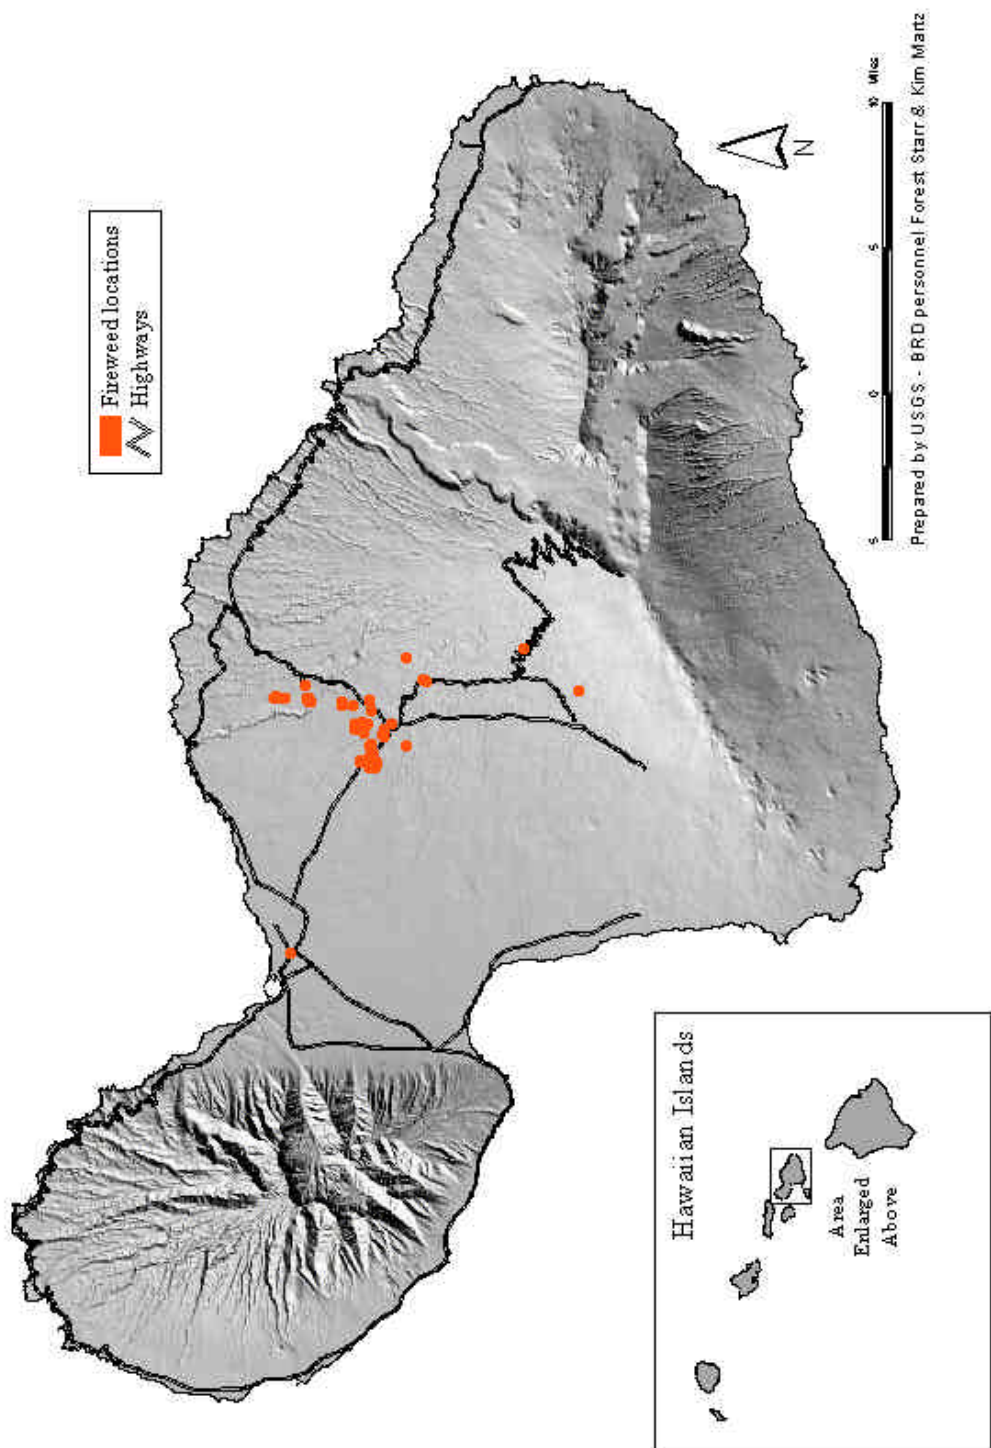 Fireweed locations
Highways
5 0 5 10 Miles
N
Prepared by USGS - BRD personnel Forest Starr & Kim Martz
Hawaiian Islands
Area
Enlarged
Above